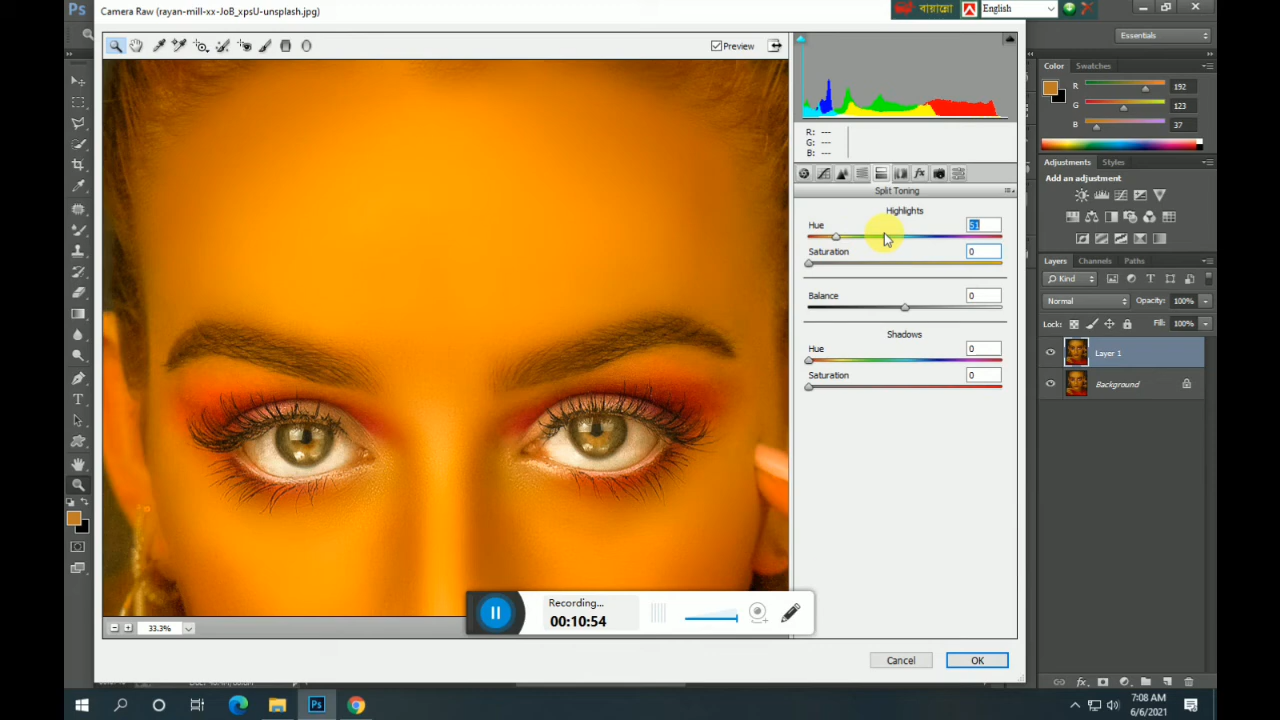 Ps
Camera Raw (rayan-mill-xx-JoB_xpsU-unsplash.jpg)
বায়ান্নো
English
Preview
Essentials
Color Swatches
R 192
G 123
B 37
R: ---
G: ---
B: ---
Split Toning
Highlights
Hue 51
Saturation 0
Balance 0
Shadows
Hue 0
Saturation 0
Adjustments Styles
Add an adjustment
Layers Channels Paths
Kind
Normal Opacity: 100%
Lock: Fill: 100%
Layer 1
Background
Recording...
00:10:54
33.3%
Cancel OK
Ps
7:08 AM
6/6/2021